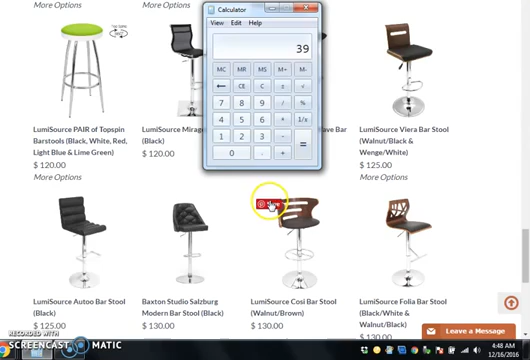 More Options
More Options
Calculator
View Edit Help
39
MC MR MS M+ M-
← CE C ± √
7 8 9 / %
4 5 6 * 1/x
1 2 3 - =
0 . +
LumiSource PAIR of Topspin
Barstools (Black, White, Red,
Light Blue & Lime Green)
$ 120.00
More Options
LumiSource Mirage
(Black)
$ 120.00
Bar
LumiSource Viera Bar Stool
(Walnut/Black &
Wenge/White)
$ 125.00
More Options
LumiSource Autoo Bar Stool
(Black)
$ 125.00
Baxton Studio Salzburg
Modern Bar Stool (Black)
$ 130.00
LumiSource Cosi Bar Stool
(Walnut/Brown)
$ 130.00
LumiSource Folia Bar Stool
(Black/White &
Walnut/Black)
$ 130.00
Leave a Message
RECORDED WITH
SCREENCAST MATIC
4:48 AM
12/16/2016